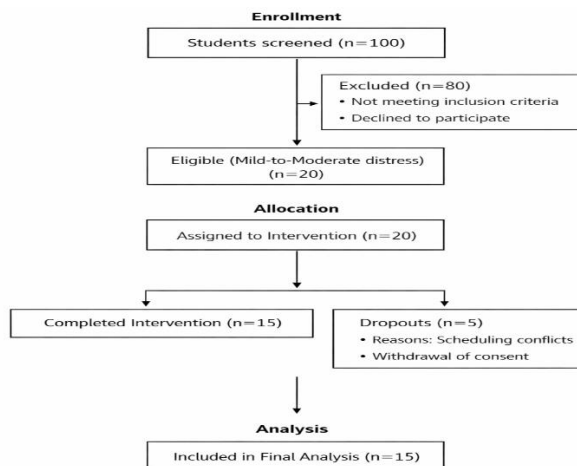 Enrollment
Students screened (n=100)
Excluded (n=80)
• Not meeting inclusion criteria
• Declined to participate
Eligible (Mild-to-Moderate distress)
(n=20)
Allocation
Assigned to Intervention (n=20)
Completed Intervention (n=15)
Dropouts (n=5)
• Reasons: Scheduling conflicts
• Withdrawal of consent
Analysis
Included in Final Analysis (n=15)